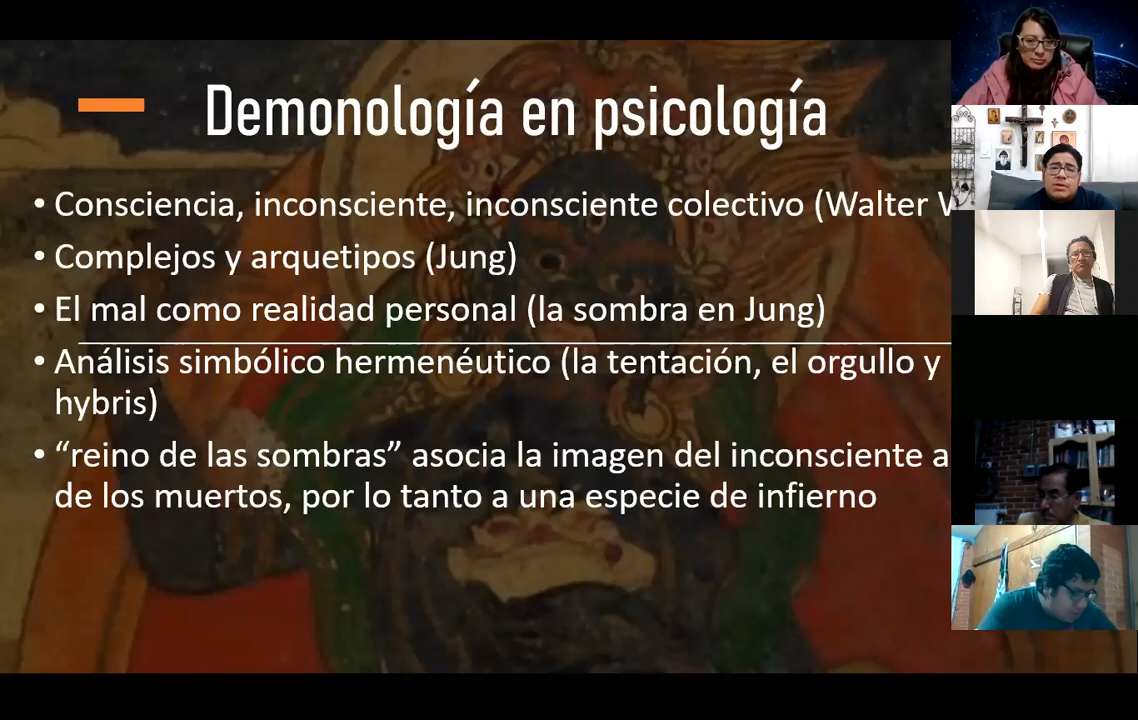 Demonología en psicología
• Consciencia, inconsciente, inconsciente colectivo (Walter
• Complejos y arquetipos (Jung)
• El mal como realidad personal (la sombra en Jung)
• Análisis simbólico hermenéutico (la tentación, el orgullo y
hybris)
• “reino de las sombras” asocia la imagen del inconsciente a
de los muertos, por lo tanto a una especie de infierno